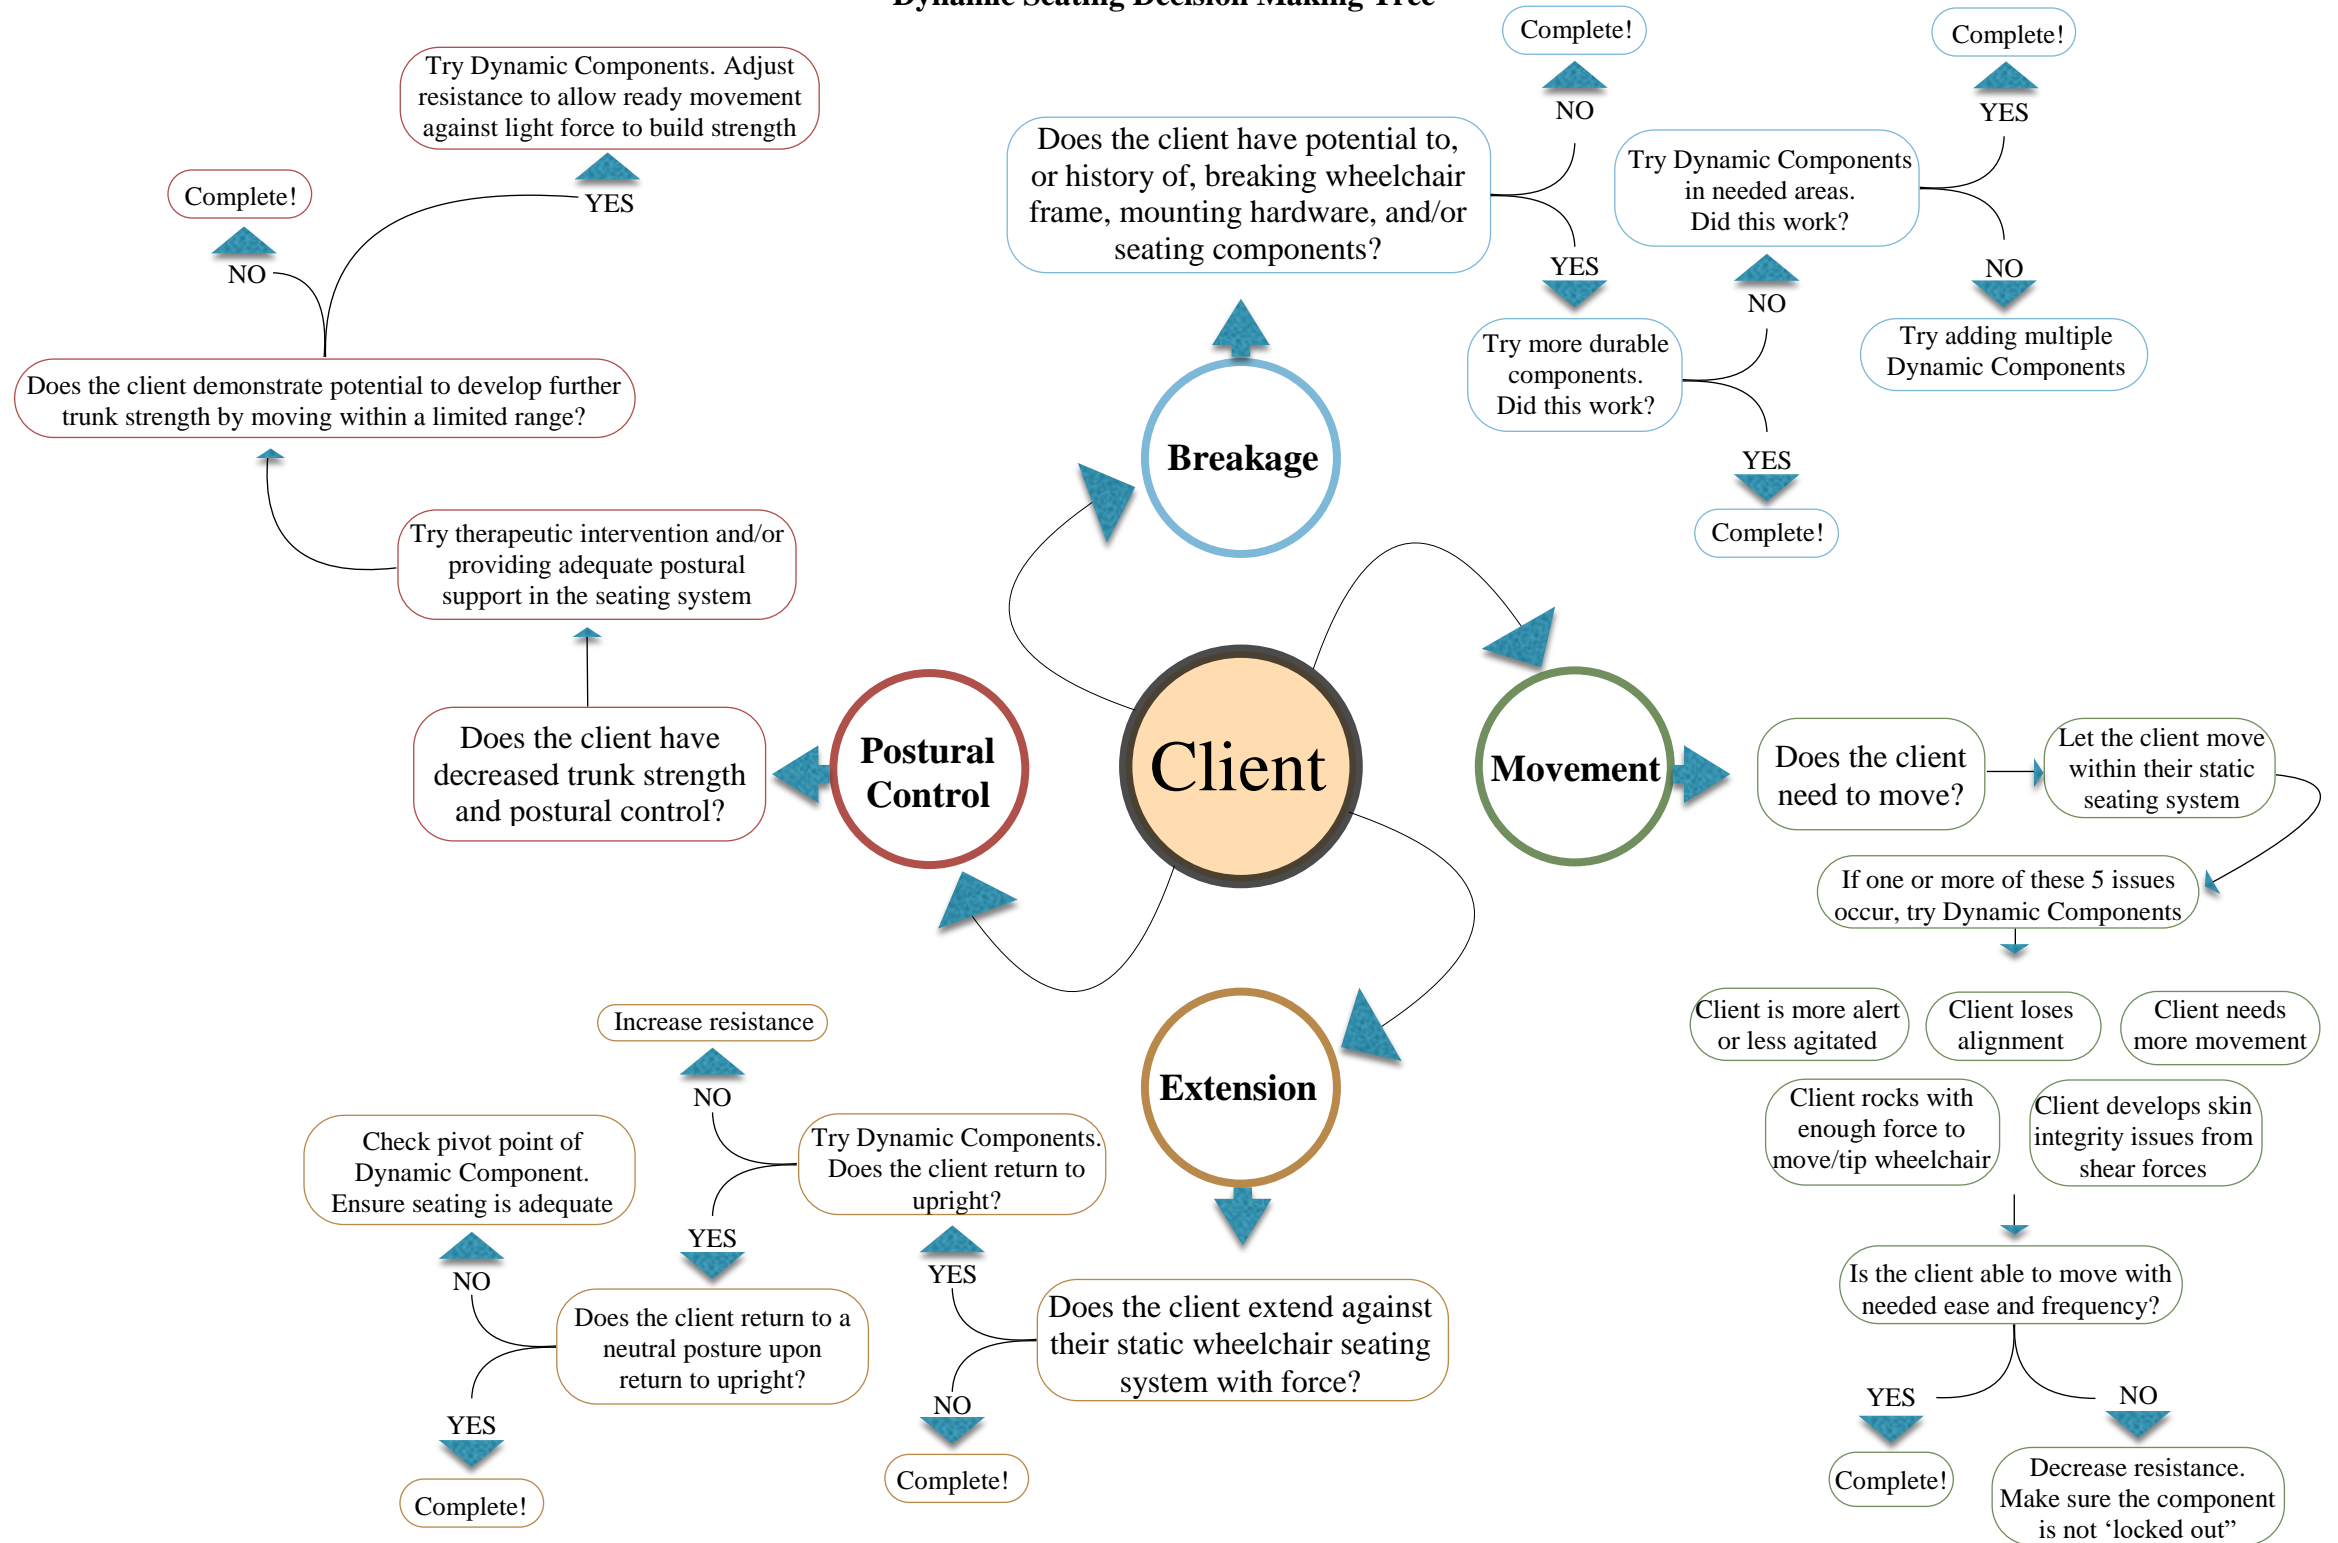 Dynamic Seating Decision Making Tree
Complete!
NO
Does the client have potential to,
or history of, breaking wheelchair
frame, mounting hardware, and/or
seating components?
YES
Try more durable
components.
Did this work?
NO
YES
Complete!
Try Dynamic Components
in needed areas.
Did this work?
Complete!
YES
NO
Try adding multiple
Dynamic Components
Breakage
Try Dynamic Components. Adjust
resistance to allow ready movement
against light force to build strength
YES
Complete!
NO
Does the client demonstrate potential to develop further
trunk strength by moving within a limited range?
Try therapeutic intervention and/or
providing adequate postural
support in the seating system
Does the client have
decreased trunk strength
and postural control?
Postural
Control
Client
Movement
Does the client
need to move?
Let the client move
within their static
seating system
If one or more of these 5 issues
occur, try Dynamic Components
Client is more alert
or less agitated
Client loses
alignment
Client needs
more movement
Client rocks with
enough force to
move/tip wheelchair
Client develops skin
integrity issues from
shear forces
Is the client able to move with
needed ease and frequency?
YES
NO
Complete!
Decrease resistance.
Make sure the component
is not ‘locked out”
Extension
Does the client extend against
their static wheelchair seating
system with force?
YES
NO
Complete!
Try Dynamic Components.
Does the client return to
upright?
Increase resistance
NO
YES
Does the client return to a
neutral posture upon
return to upright?
Check pivot point of
Dynamic Component.
Ensure seating is adequate
NO
YES
Complete!